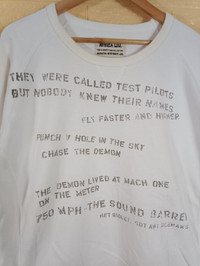 THEY WERE CALLED TEST PILOTS
BUT NOBODY KNEW THEIR NAMES
FLY FASTER AND HIGHER
PUNCH A HOLE IN THE SKY
CHASE THE DEMON
THE DEMON LIVED AT MACH ONE
ON THE METER
750 MPH - THE SOUND BARRE